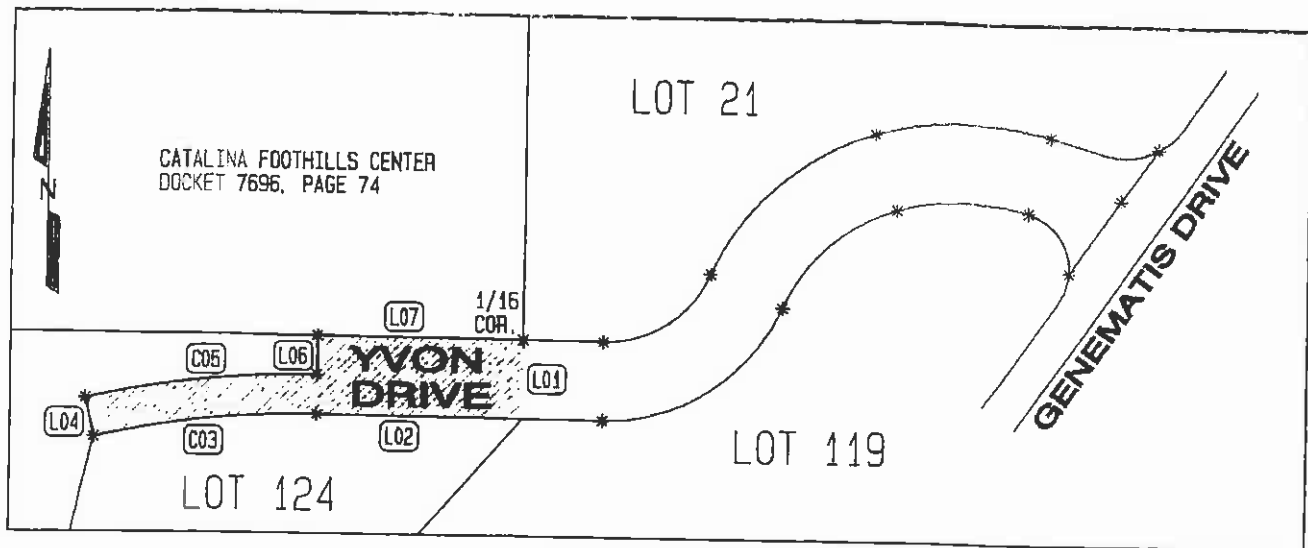 LOT 21
CATALINA FOOTHILLS CENTER
DOCKET 7696, PAGE 74
N
1/16
COR.
L07
C05
L06
YVON
DRIVE
L01
L04
C03
L02
LOT 124
LOT 119
GENEMATIS DRIVE